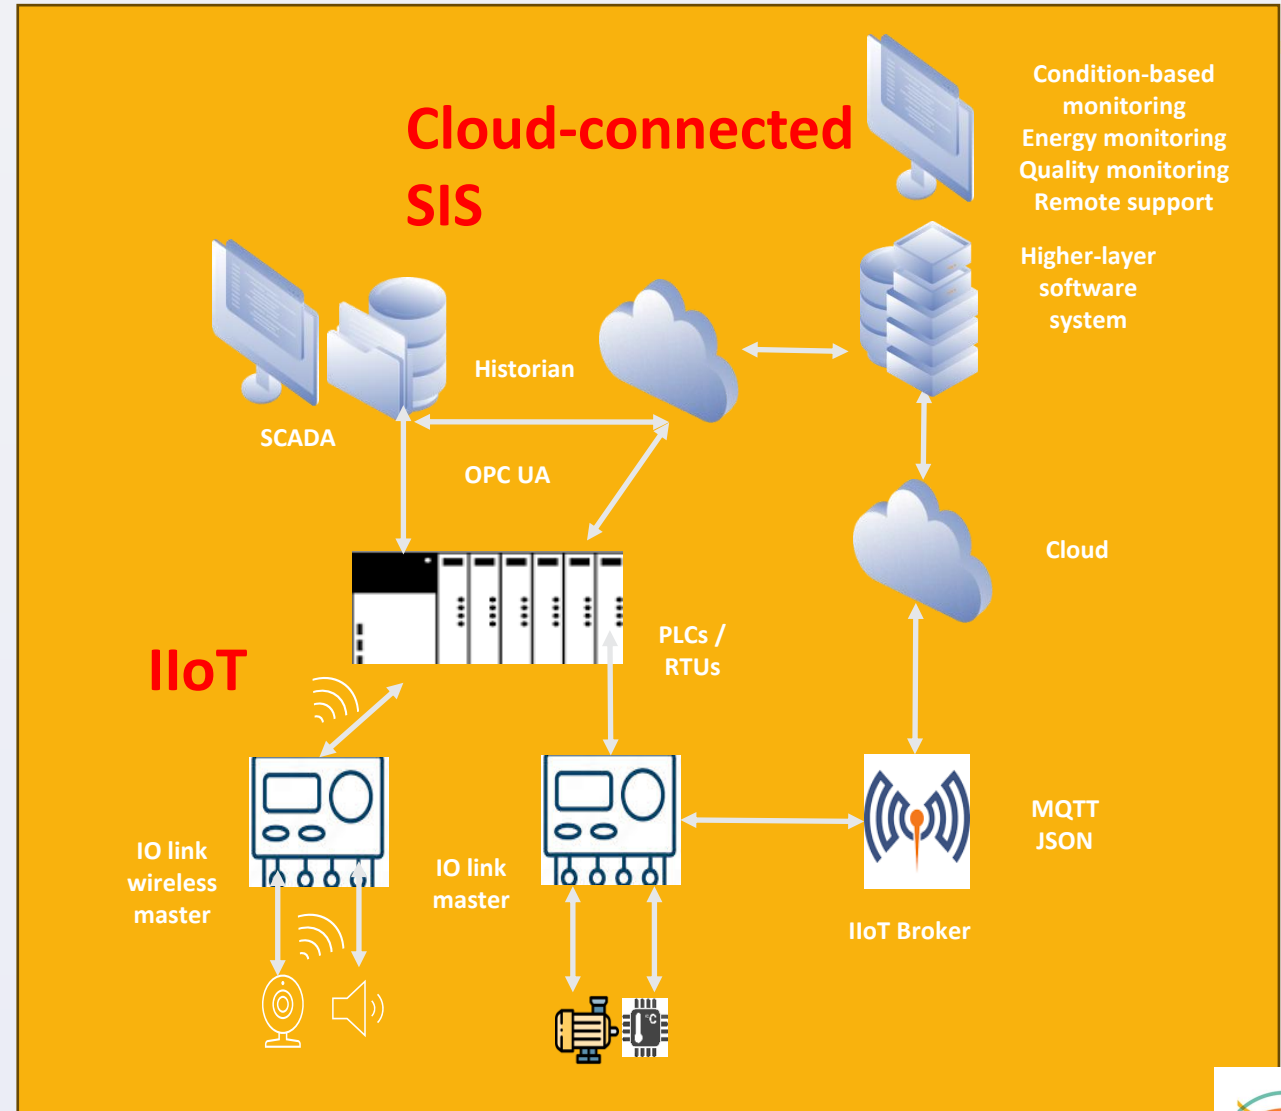 Cloud-connected
SIS
Condition-based
monitoring
Energy monitoring
Quality monitoring
Remote support
Higher-layer
software
system
Historian
SCADA
OPC UA
Cloud
PLCs /
RTUs
IIoT
IO link
wireless
master
IO link
master
MQTT
JSON
IIoT Broker
°C